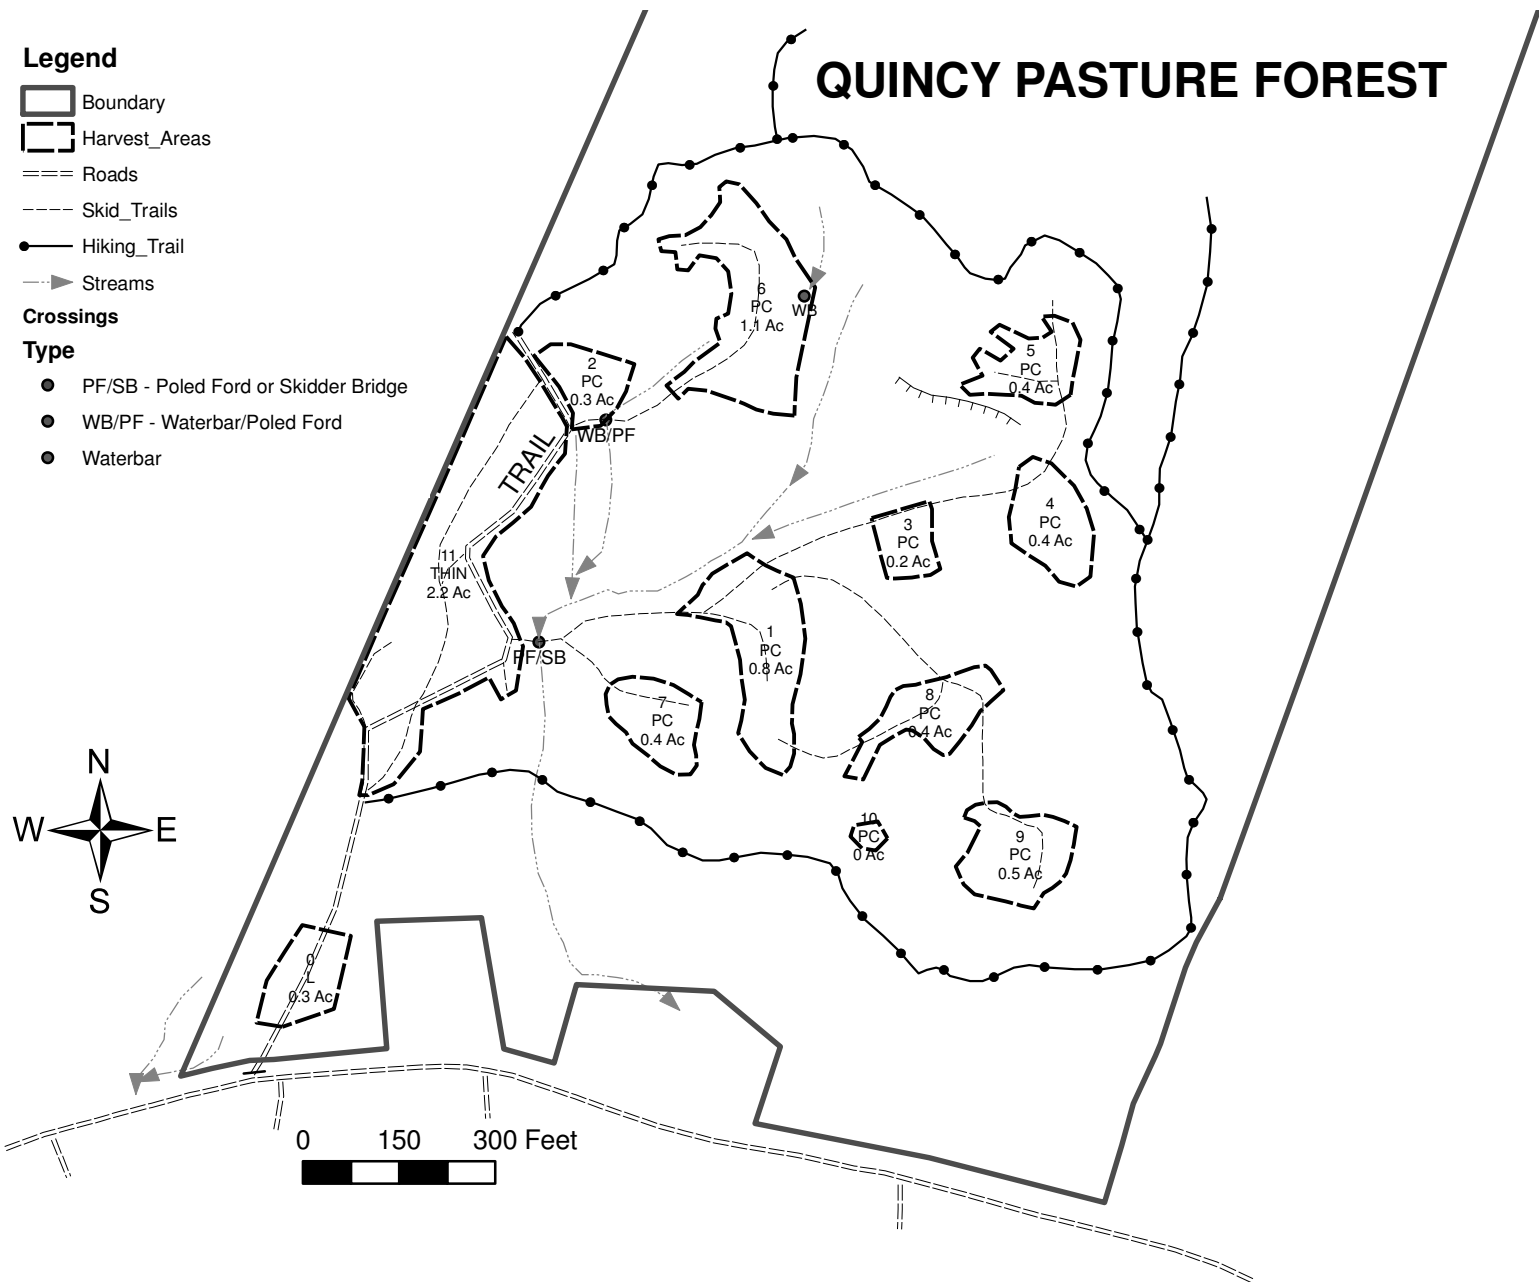 Legend
Boundary
Harvest_Areas
Roads
Skid_Trails
Hiking_Trail
Streams
Crossings
Type
PF/SB - Poled Ford or Skidder Bridge
WB/PF - Waterbar/Poled Ford
Waterbar
QUINCY PASTURE FOREST
6
PC
1.1 Ac
WB
2
PC
0.3 Ac
WB/PF
TRAIL
5
PC
0.4 Ac
4
PC
0.4 Ac
3
PC
0.2 Ac
11
THIN
2.2 Ac
PF/SB
1
PC
0.8 Ac
7
PC
0.4 Ac
8
PC
0.4 Ac
10
PC
0 Ac
9
PC
0.5 Ac
0
L
0.3 Ac
N
W E
S
0 150 300 Feet